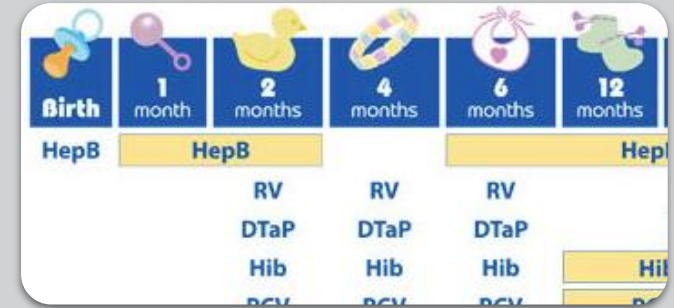 Birth 1 month 2 months 4 months 6 months 12 months
HepB HepB
RV RV RV
DTaP DTaP DTaP
Hib Hib Hib